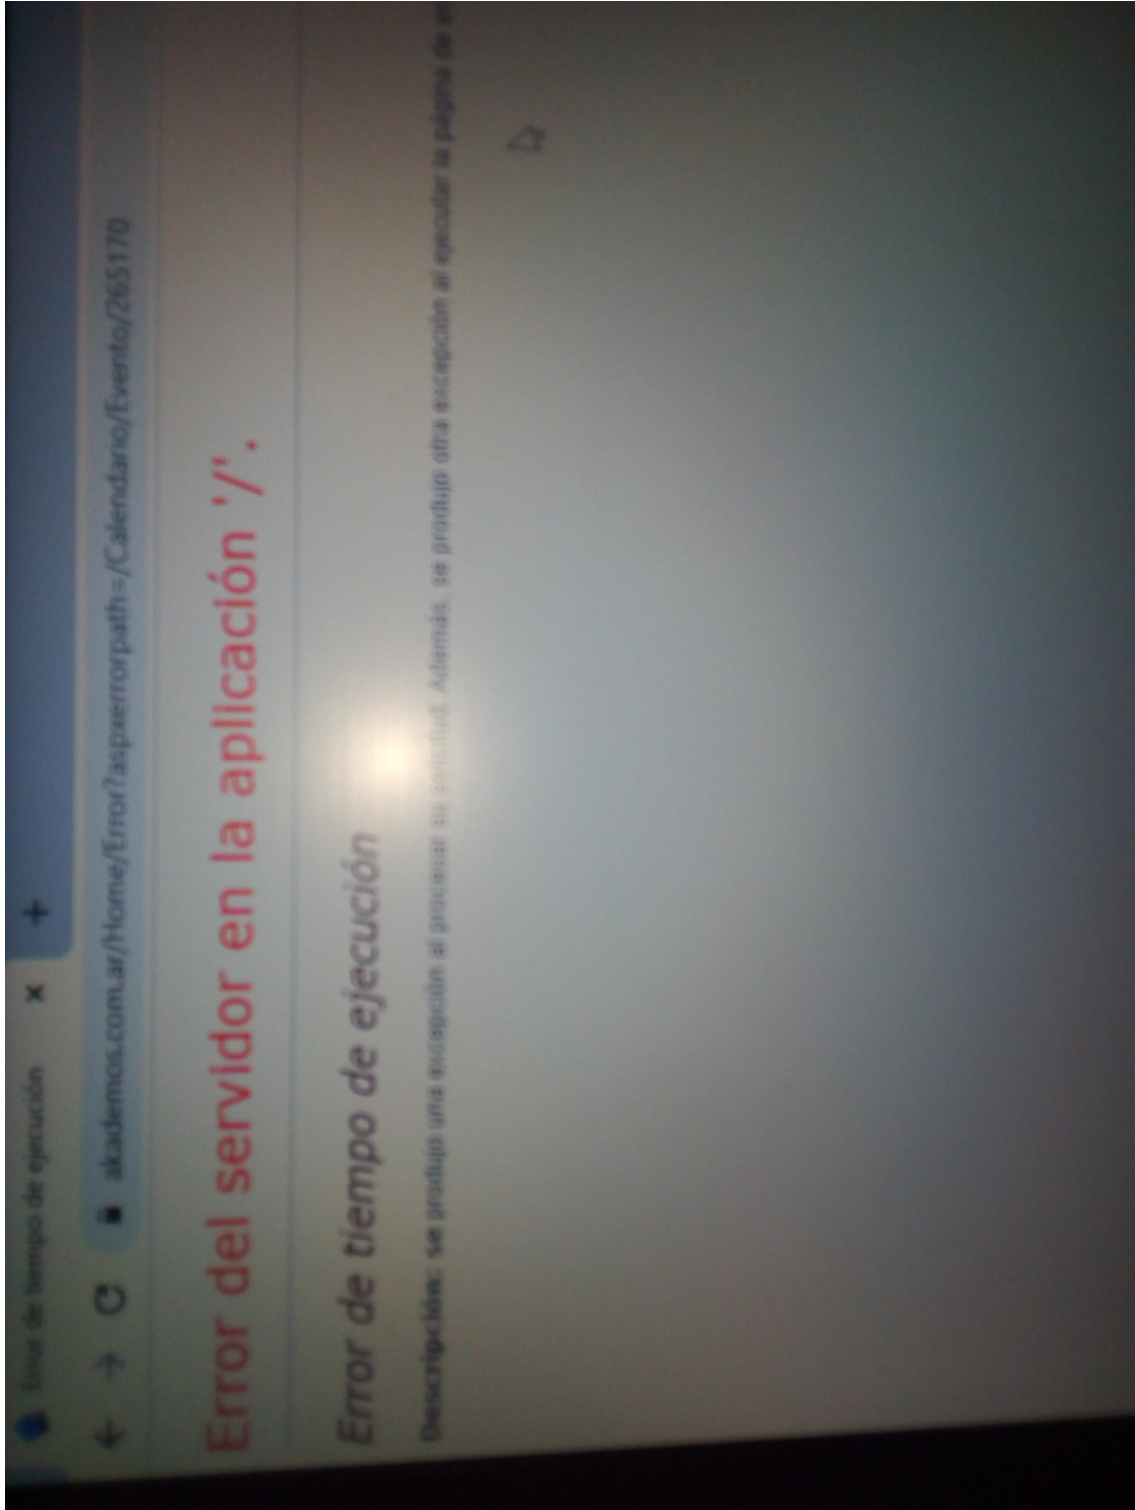 Error de tiempo de ejecución
akademos.com.ar/Home/Error?aspxerrorpath=/Calendario/Evento/265170
Error del servidor en la aplicación '/'.
Error de tiempo de ejecución
Descripción: se produjo una excepción al procesar su solicitud. Además, se produjo otra excepción al ejecutar la página de